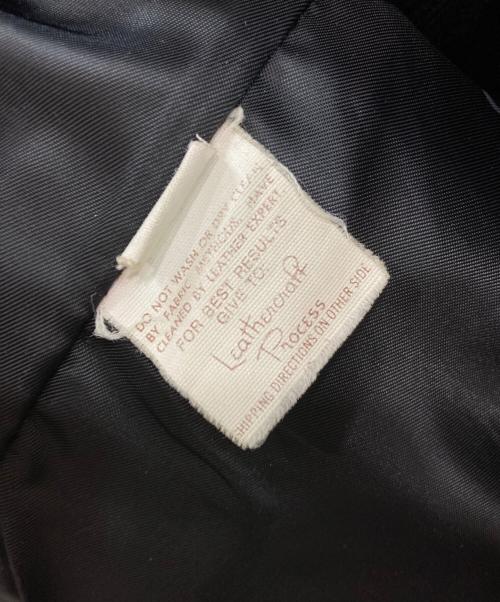 DO NOT WASH OR DRY CLEAN
BY FABRIC METHODS. HAVE
CLEANED BY LEATHER EXPERT
FOR BEST RESULTS
GIVE TO:
Leathercraft
Process
SHIPPING DIRECTIONS ON OTHER SIDE